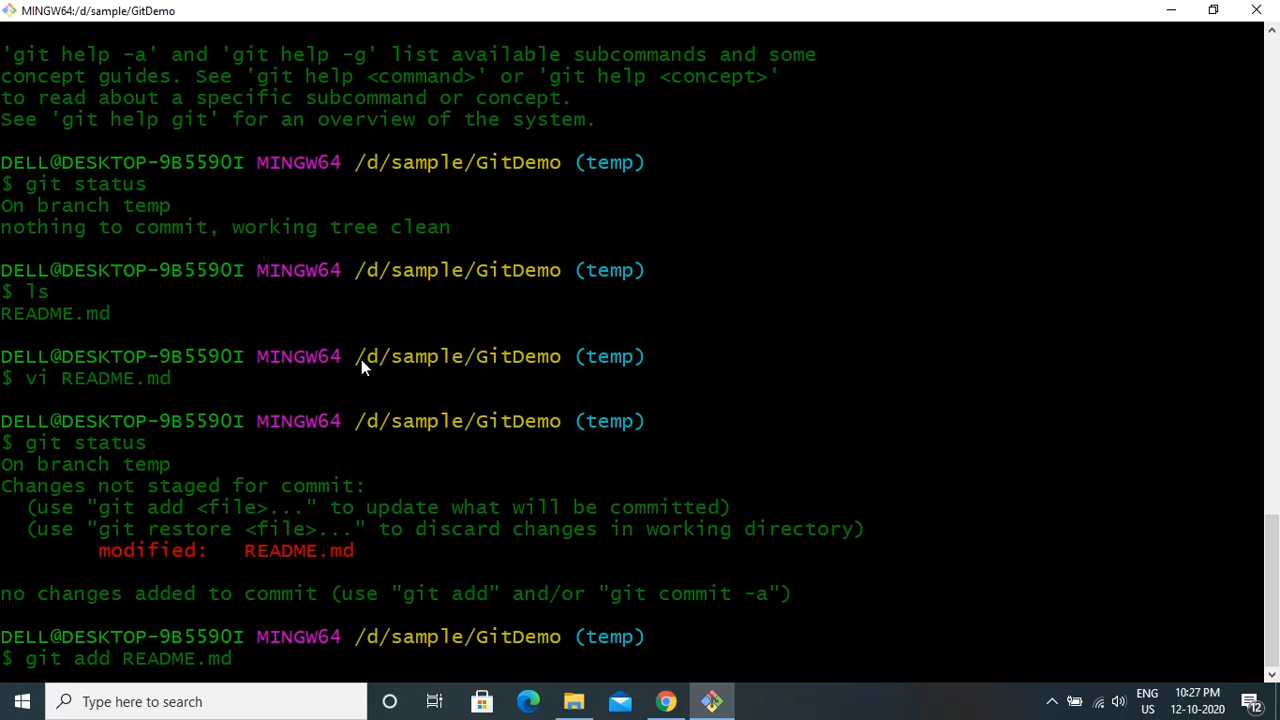 MINGW64:/d/sample/GitDemo
'git help -a' and 'git help -g' list available subcommands and some
concept guides. See 'git help <command>' or 'git help <concept>'
to read about a specific subcommand or concept.
See 'git help git' for an overview of the system.
DELL@DESKTOP-9B5590I MINGW64 /d/sample/GitDemo (temp)
$ git status
On branch temp
nothing to commit, working tree clean
DELL@DESKTOP-9B5590I MINGW64 /d/sample/GitDemo (temp)
$ ls
README.md
DELL@DESKTOP-9B5590I MINGW64 /d/sample/GitDemo (temp)
$ vi README.md
DELL@DESKTOP-9B5590I MINGW64 /d/sample/GitDemo (temp)
$ git status
On branch temp
Changes not staged for commit:
  (use "git add <file>..." to update what will be committed)
  (use "git restore <file>..." to discard changes in working directory)
        modified:   README.md
no changes added to commit (use "git add" and/or "git commit -a")
DELL@DESKTOP-9B5590I MINGW64 /d/sample/GitDemo (temp)
$ git add README.md
Type here to search
ENG 10:27 PM
US 12-10-2020 12